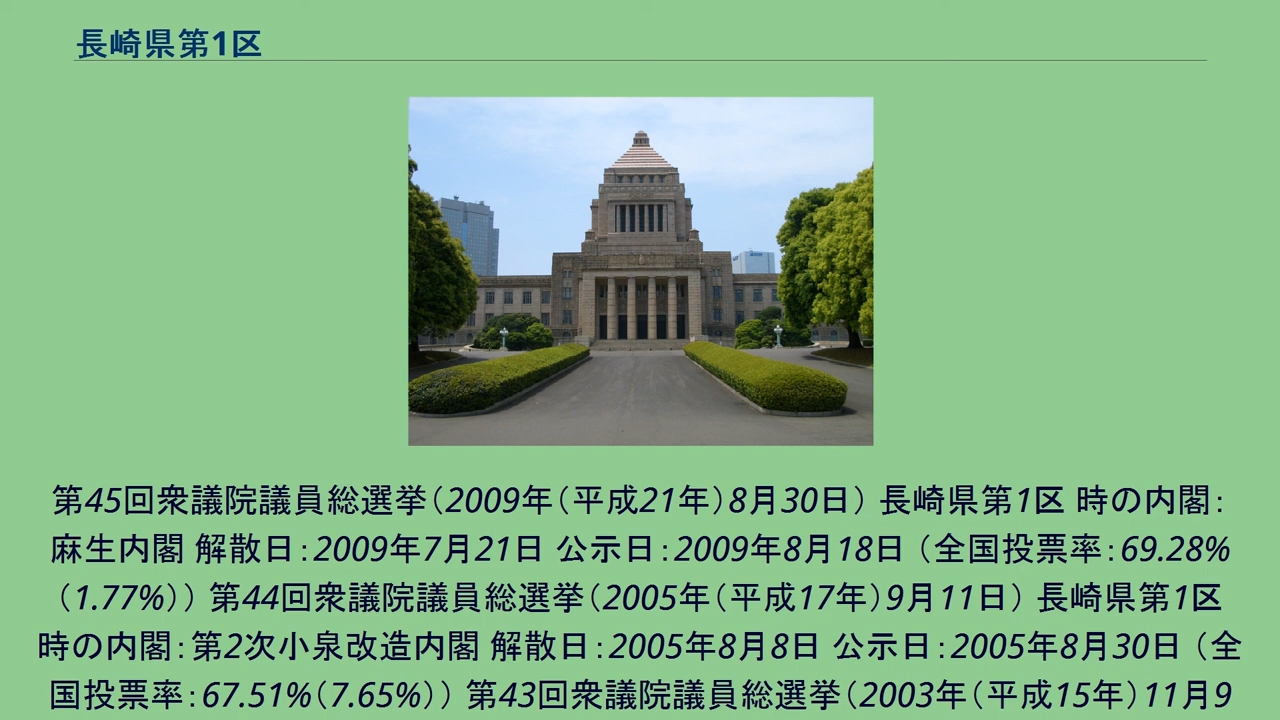 長崎県第1区
第45回衆議院議員総選挙（2009年（平成21年）8月30日） 長崎県第1区 時の内閣：
麻生内閣 解散日：2009年7月21日 公示日：2009年8月18日 （全国投票率：69.28%
（1.77%）） 第44回衆議院議員総選挙（2005年（平成17年）9月11日） 長崎県第1区
時の内閣：第2次小泉改造内閣 解散日：2005年8月8日 公示日：2005年8月30日 （全
国投票率：67.51%（7.65%）） 第43回衆議院議員総選挙（2003年（平成15年）11月9